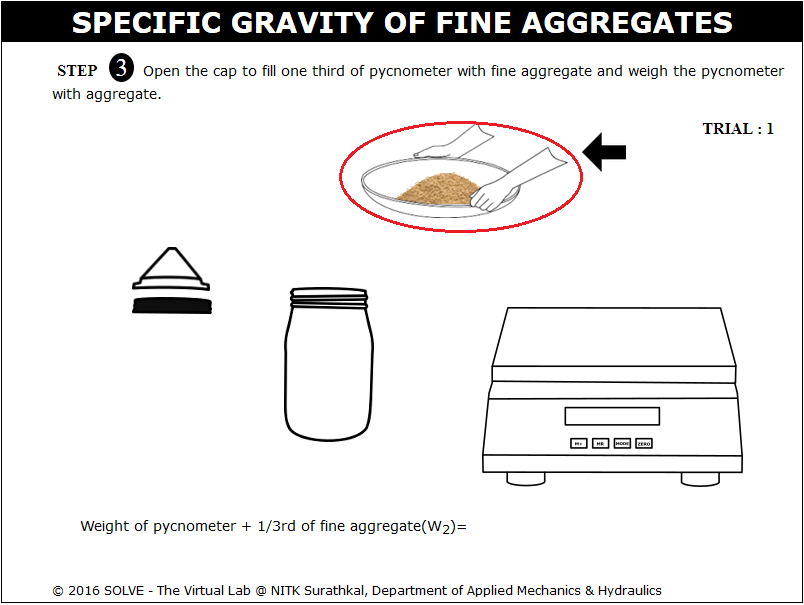 SPECIFIC GRAVITY OF FINE AGGREGATES
STEP 3 Open the cap to fill one third of pycnometer with fine aggregate and weigh the pycnometer
with aggregate.
TRIAL : 1
M+ MR MODE ZERO
Weight of pycnometer + 1/3rd of fine aggregate(W2)=
© 2016 SOLVE - The Virtual Lab @ NITK Surathkal, Department of Applied Mechanics & Hydraulics